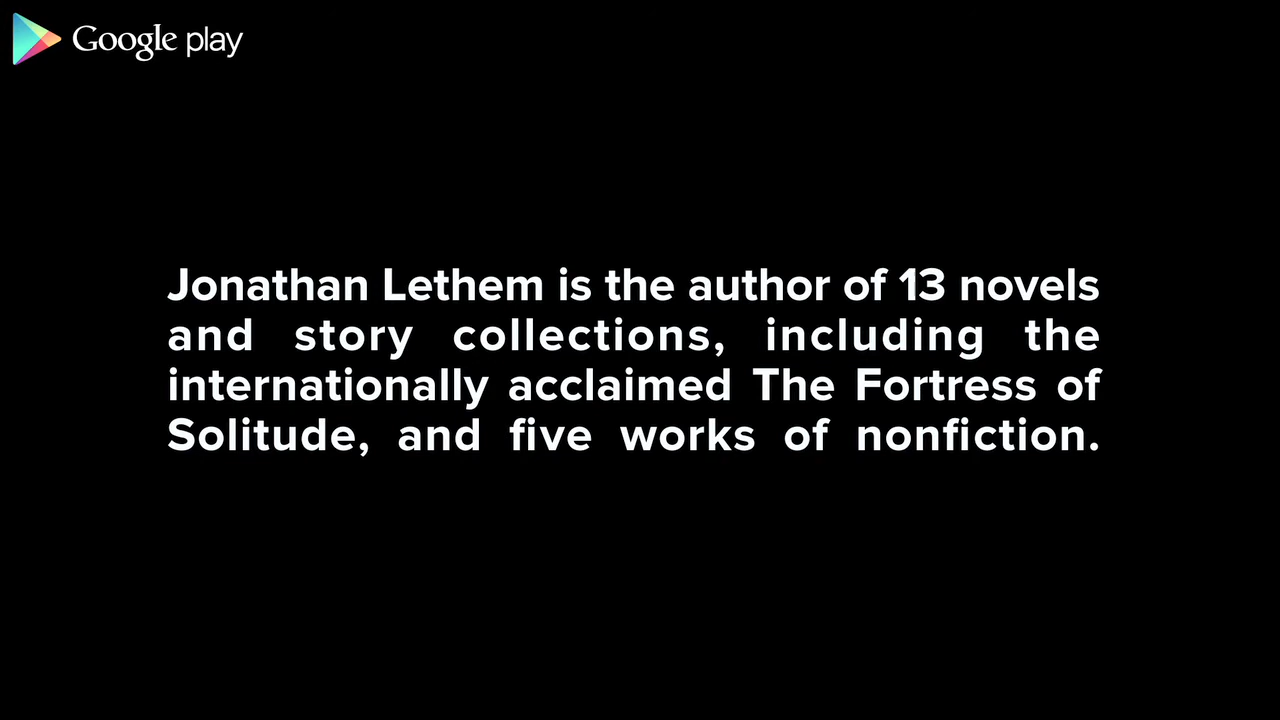 Google play
Jonathan Lethem is the author of 13 novels
and story collections, including the
internationally acclaimed The Fortress of
Solitude, and five works of nonfiction.